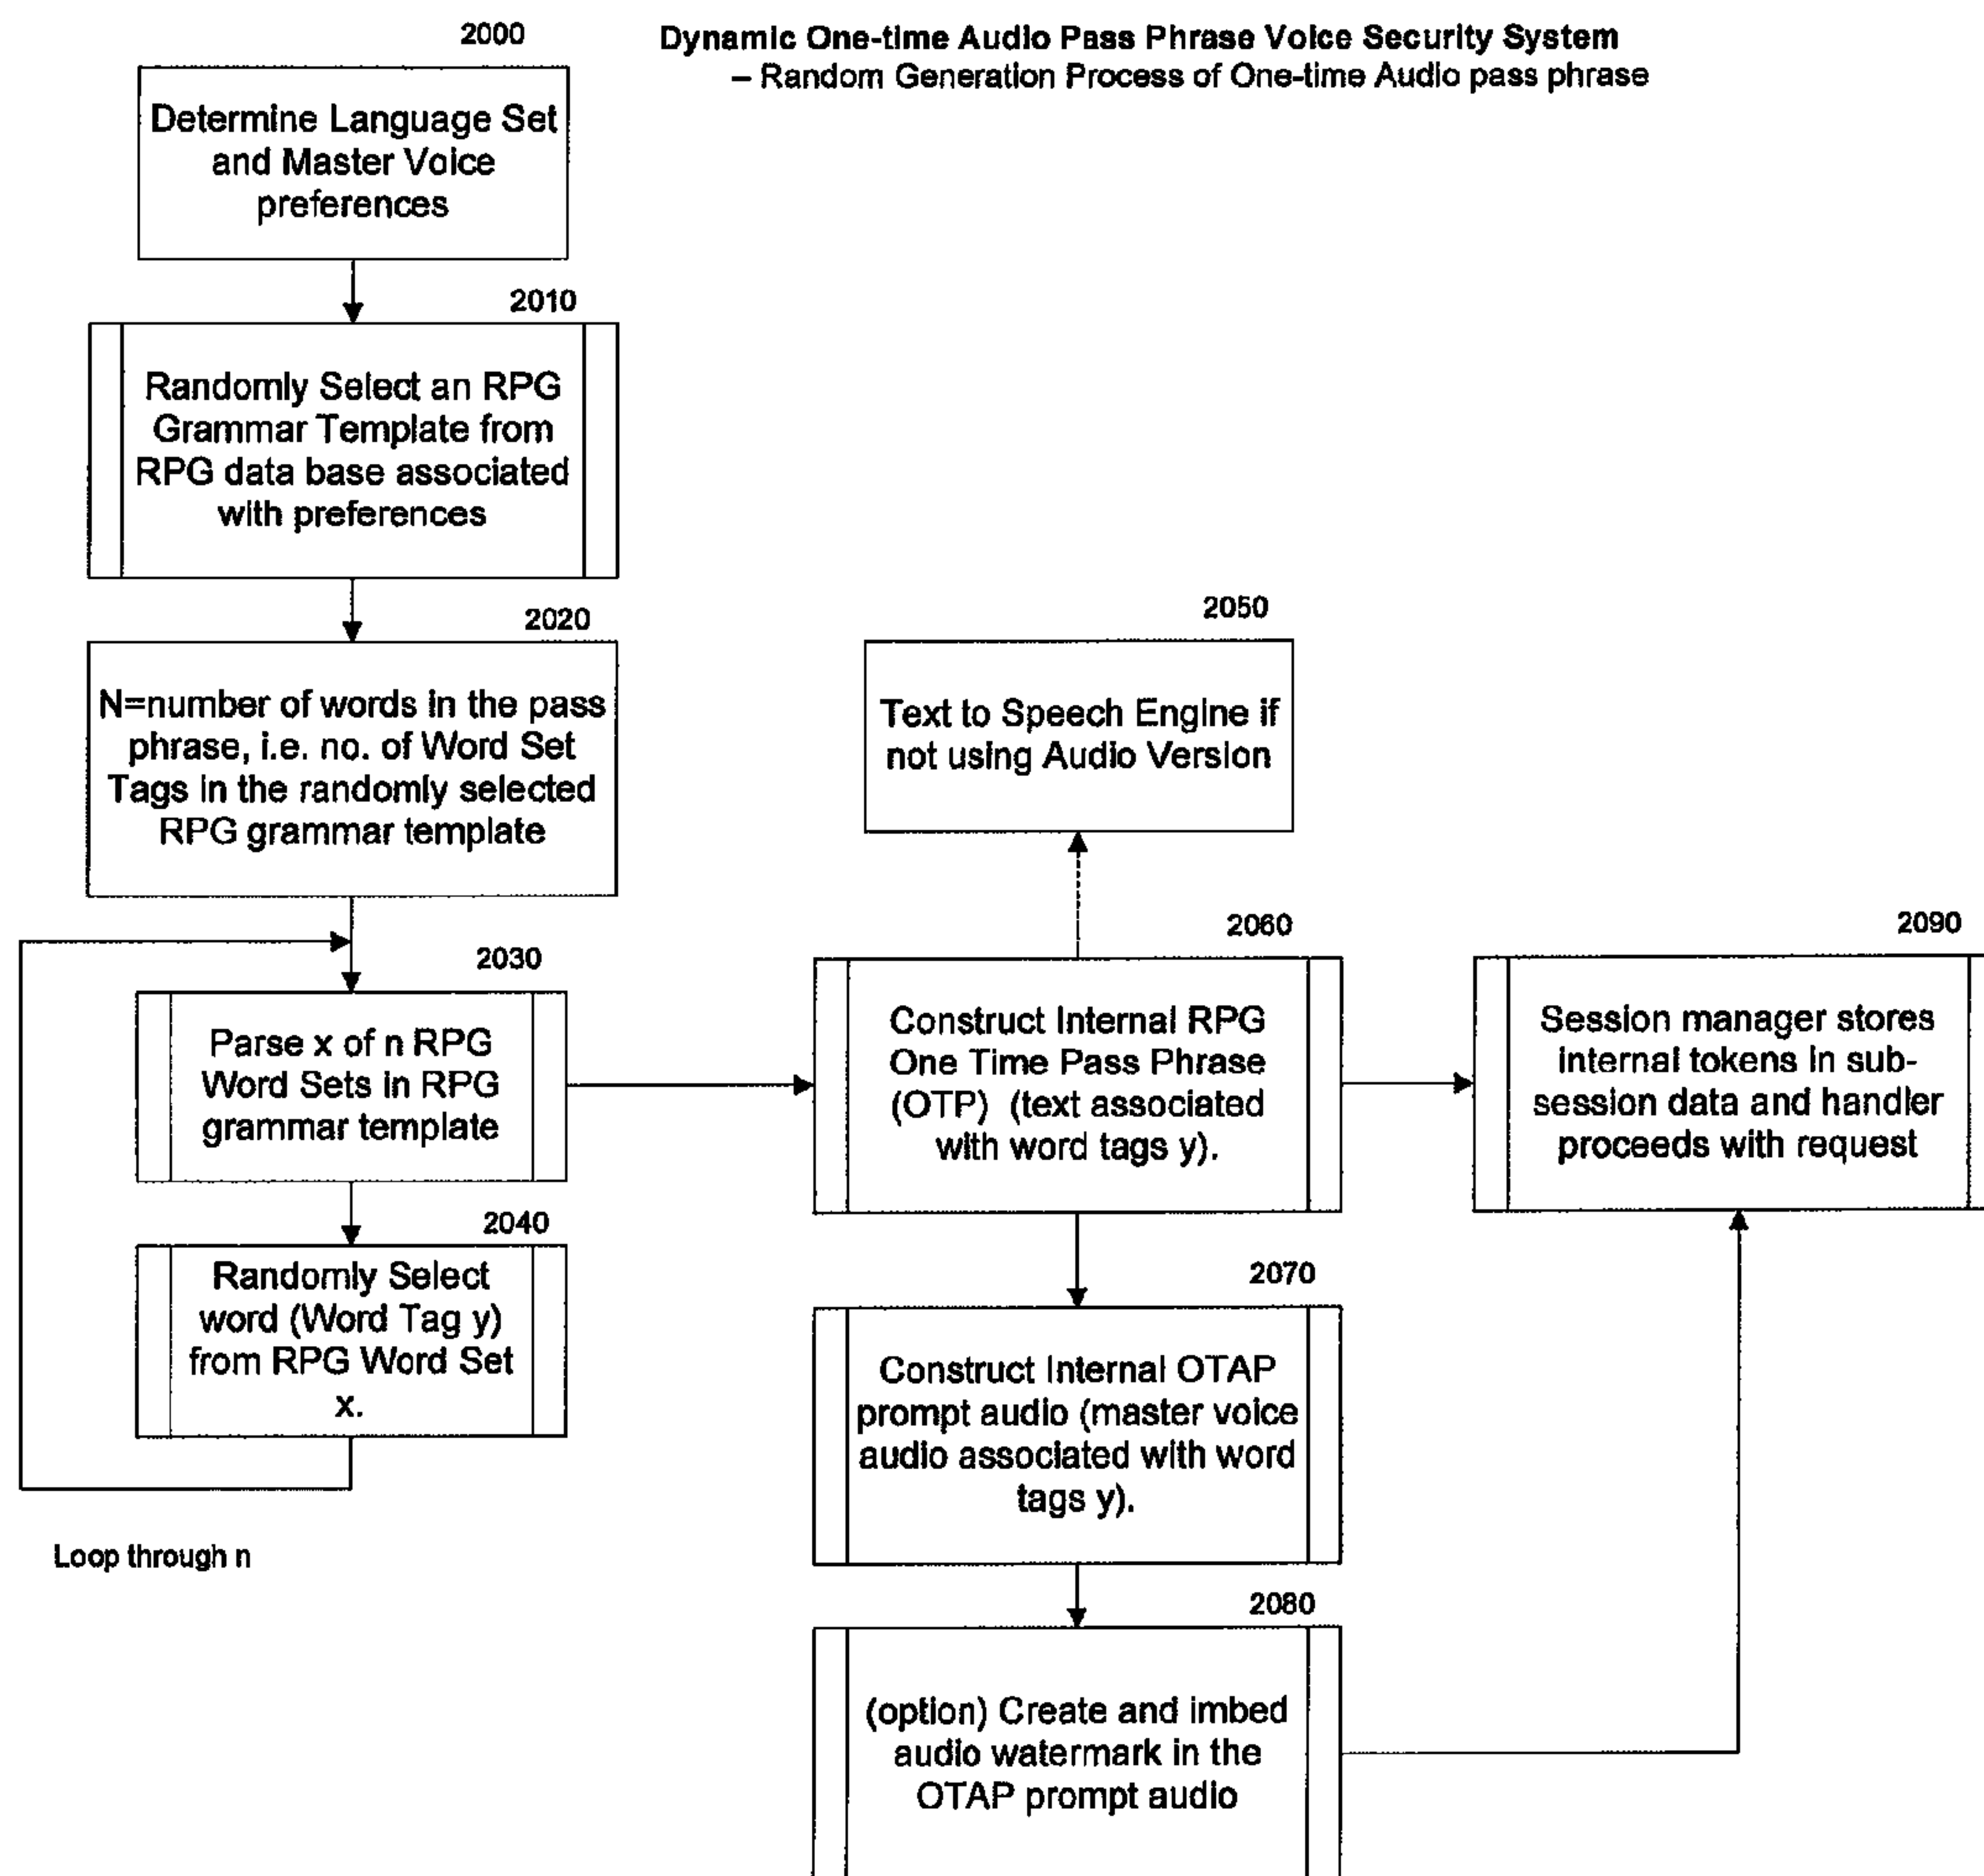 2000
Dynamic One-time Audio Pass Phrase Voice Security System
– Random Generation Process of One-time Audio pass phrase
Determine Language Set
and Master Voice
preferences
2010
Randomly Select an RPG
Grammar Template from
RPG data base associated
with preferences
2020
N=number of words in the pass
phrase, i.e. no. of Word Set
Tags in the randomly selected
RPG grammar template
2030
Parse x of n RPG
Word Sets in RPG
grammar template
2040
Randomly Select
word (Word Tag y)
from RPG Word Set
x.
Loop through n
2050
Text to Speech Engine if
not using Audio Version
2060
Construct Internal RPG
One Time Pass Phrase
(OTP) (text associated
with word tags y).
2070
Construct Internal OTAP
prompt audio (master voice
audio associated with word
tags y).
2080
(option) Create and imbed
audio watermark in the
OTAP prompt audio
2090
Session manager stores
internal tokens in sub-
session data and handler
proceeds with request